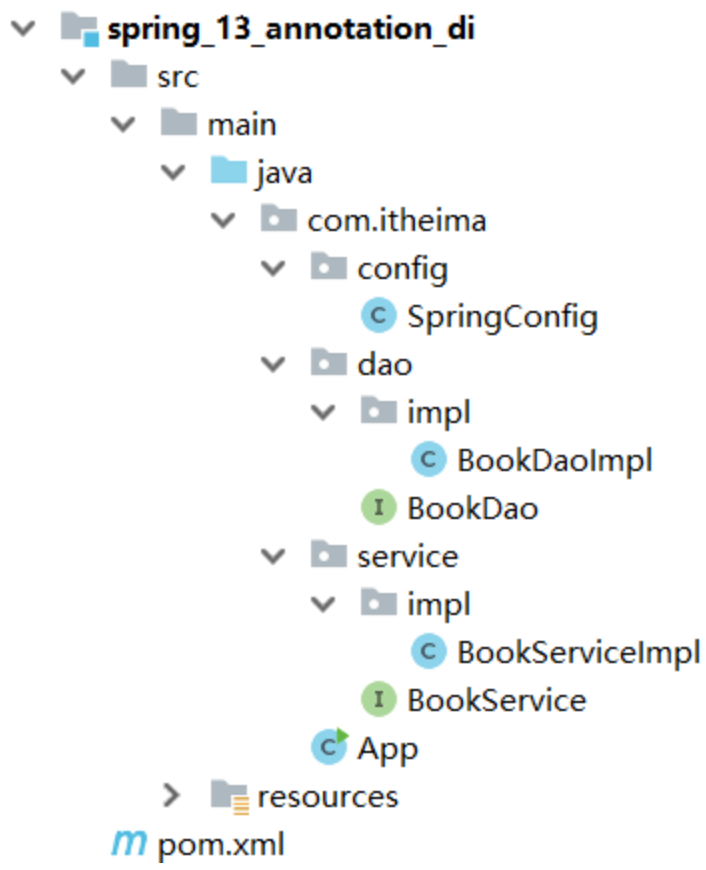 spring_13_annotation_di
src
main
java
com.itheima
config
C SpringConfig
dao
impl
C BookDaoImpl
I BookDao
service
impl
C BookServiceImpl
I BookService
C App
resources
m pom.xml